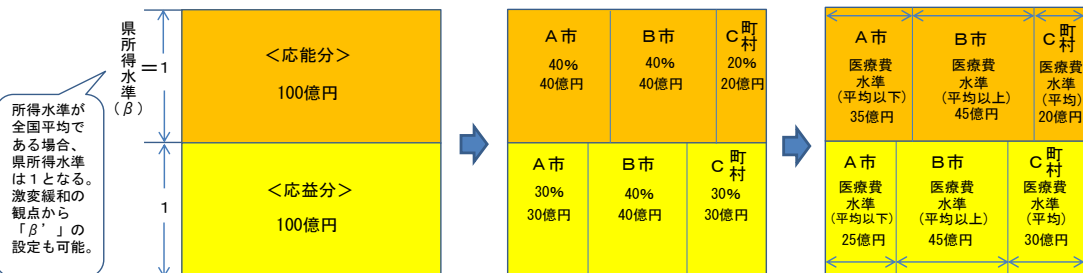 県所得水準(β)
＝1
1
所得水準が
全国平均で
ある場合、
県所得水準
は１となる。
激変緩和の
観点から
「β’」の
設定も可能。
＜応能分＞
100億円
＜応益分＞
100億円
Ａ市
40%
40億円
Ｂ市
40%
40億円
Ｃ町村
20%
20億円
Ａ市
30%
30億円
Ｂ市
40%
40億円
Ｃ町村
30%
30億円
Ａ市
医療費
水準
(平均以下)
35億円
Ｂ市
医療費
水準
(平均以上)
45億円
Ｃ町村
医療費
水準
(平均)
20億円
Ａ市
医療費
水準
(平均以下)
25億円
Ｂ市
医療費
水準
(平均以上)
45億円
Ｃ町村
医療費
水準
(平均)
30億円